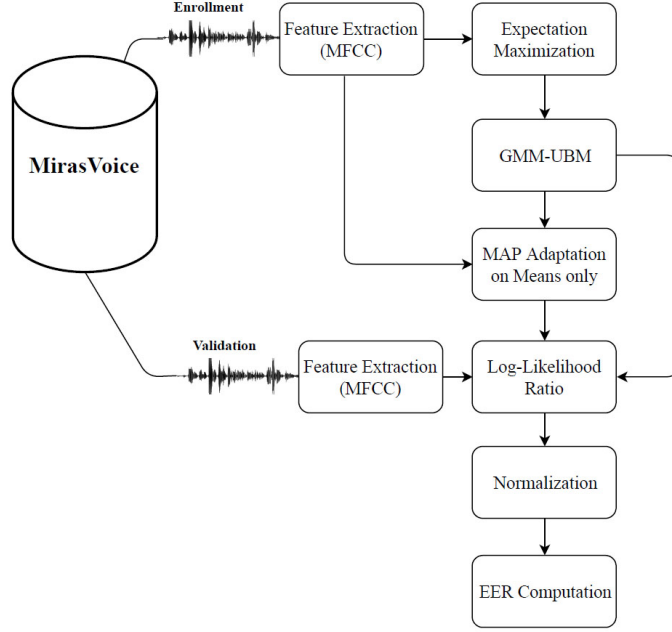 Enrollment
Feature Extraction
(MFCC)
Expectation
Maximization
MirasVoice
GMM-UBM
MAP Adaptation
on Means only
Validation
Feature Extraction
(MFCC)
Log-Likelihood
Ratio
Normalization
EER Computation